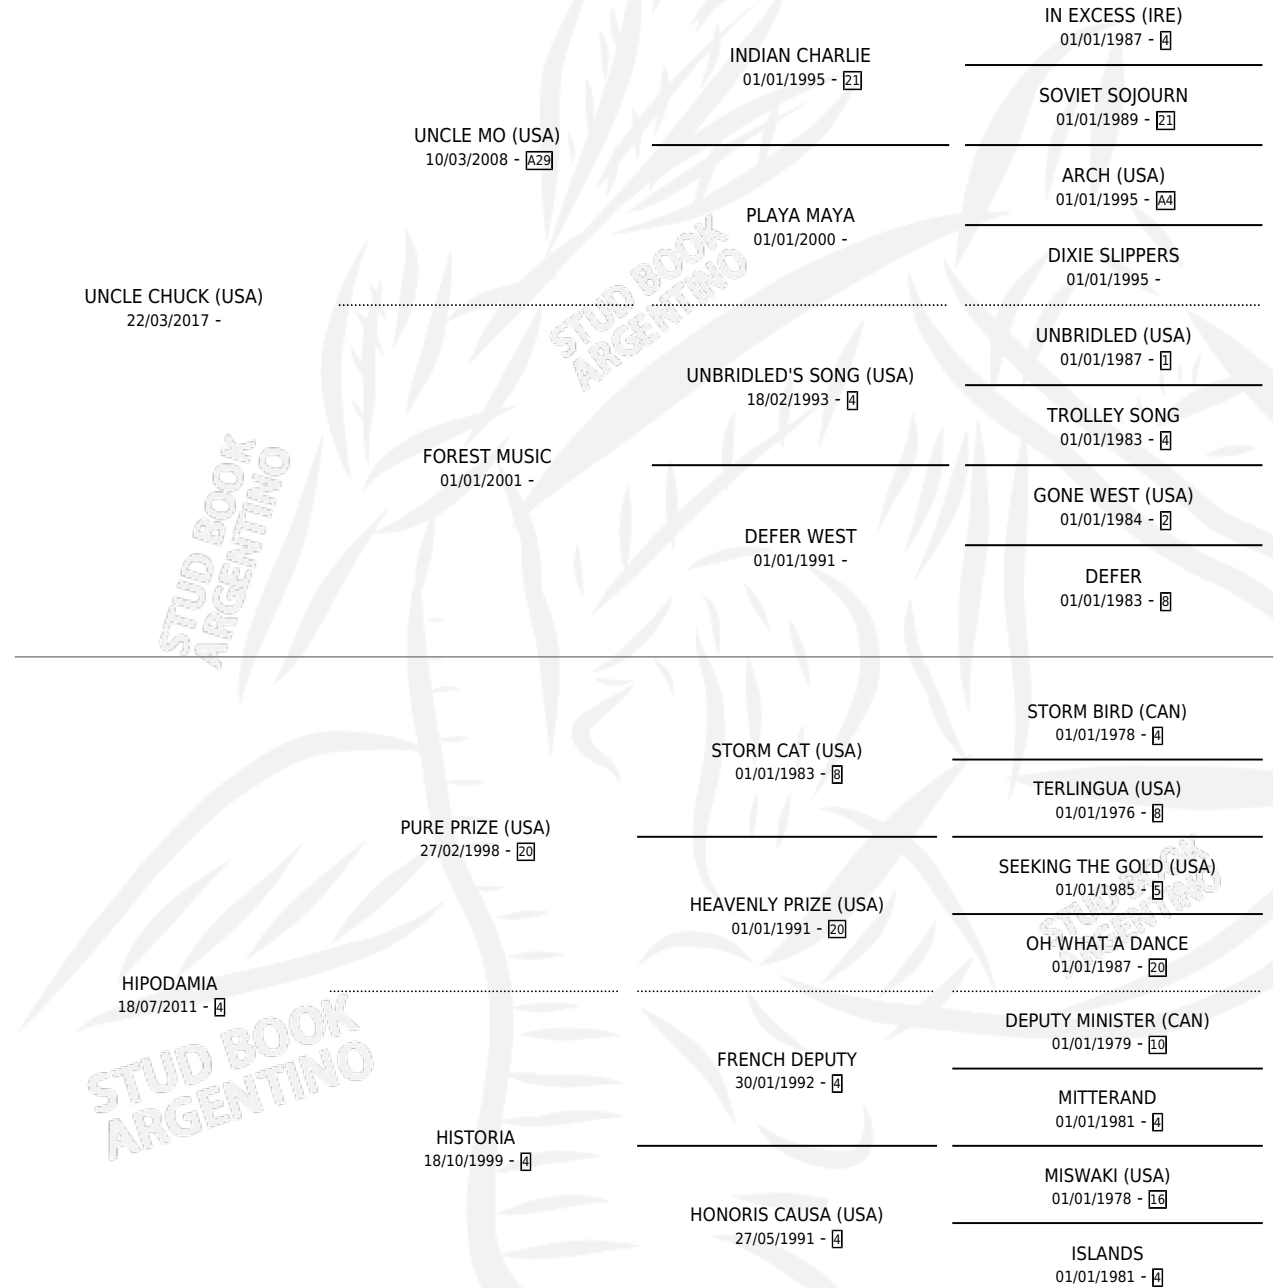 IN EXCESS (IRE)
01/01/1987 - 4
INDIAN CHARLIE
01/01/1995 - 21
SOVIET SOJOURN
01/01/1989 - 21
UNCLE MO (USA)
10/03/2008 - A29
ARCH (USA)
01/01/1995 - A4
PLAYA MAYA
01/01/2000 -
DIXIE SLIPPERS
01/01/1995 -
UNCLE CHUCK (USA)
22/03/2017 -
UNBRIDLED (USA)
01/01/1987 - 1
UNBRIDLED'S SONG (USA)
18/02/1993 - 4
TROLLEY SONG
01/01/1983 - 4
FOREST MUSIC
01/01/2001 -
GONE WEST (USA)
01/01/1984 - 2
DEFER WEST
01/01/1991 -
DEFER
01/01/1983 - 8
STORM BIRD (CAN)
01/01/1978 - 4
STORM CAT (USA)
01/01/1983 - 8
TERLINGUA (USA)
01/01/1976 - 8
PURE PRIZE (USA)
27/02/1998 - 20
SEEKING THE GOLD (USA)
01/01/1985 - 5
HEAVENLY PRIZE (USA)
01/01/1991 - 20
OH WHAT A DANCE
01/01/1987 - 20
HIPODAMIA
18/07/2011 - 4
DEPUTY MINISTER (CAN)
01/01/1979 - 10
FRENCH DEPUTY
30/01/1992 - 4
MITTERAND
01/01/1981 - 4
HISTORIA
18/10/1999 - 4
MISWAKI (USA)
01/01/1978 - 16
HONORIS CAUSA (USA)
27/05/1991 - 4
ISLANDS
01/01/1981 - 4
STUD BOOK
ARGENTINO
STUD BOOK
ARGENTINO
STUD BOOK
ARGENTINO
STUD BOOK
ARGENTINO